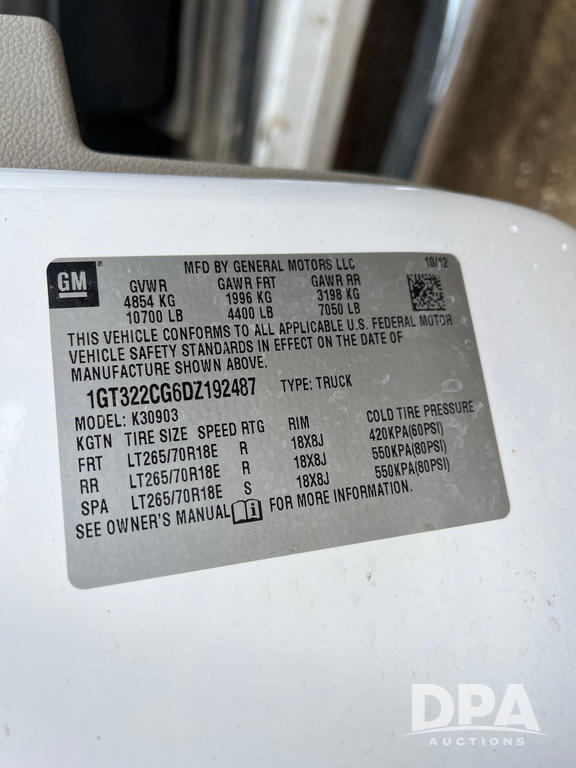 GM
MFD BY GENERAL MOTORS LLC 10/12
GVWR GAWR FRT GAWR RR
4854 KG 1996 KG 3198 KG
10700 LB 4400 LB 7050 LB
THIS VEHICLE CONFORMS TO ALL APPLICABLE U.S. FEDERAL MOTOR
VEHICLE SAFETY STANDARDS IN EFFECT ON THE DATE OF
MANUFACTURE SHOWN ABOVE.
1GT322CG6DZ192487 TYPE: TRUCK
MODEL: K30903
KGTN TIRE SIZE SPEED RTG RIM COLD TIRE PRESSURE
FRT LT265/70R18E R 18X8J 420KPA(60PSI)
RR LT265/70R18E R 18X8J 550KPA(80PSI)
SPA LT265/70R18E S 18X8J 550KPA(80PSI)
SEE OWNER'S MANUAL FOR MORE INFORMATION.
DPA
AUCTIONS